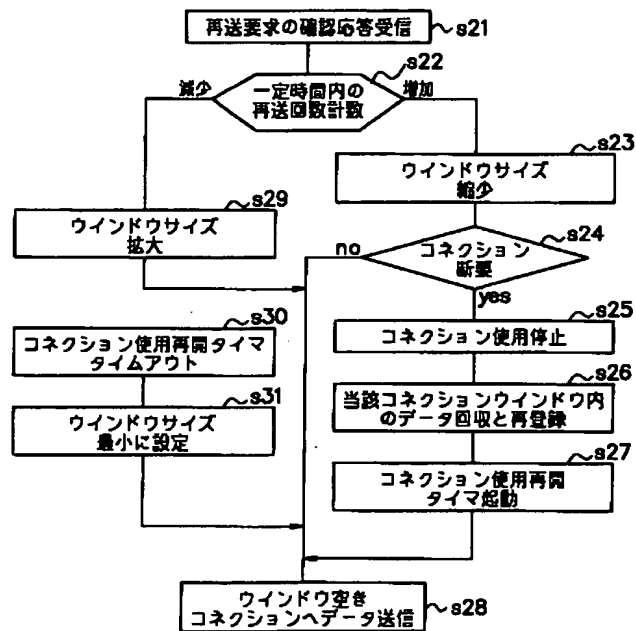 再送要求の確認応答受信
s21
s22
減少
一定時間内の
再送回数計数
増加
s23
ウインドウサイズ
縮少
s29
ウインドウサイズ
拡大
s24
no
コネクション
断要
yes
s25
コネクション使用停止
s30
コネクション使用再開タイマ
タイムアウト
s26
当該コネクションウインドウ内
のデータ回収と再登録
s31
ウインドウサイズ
最小に設定
s27
コネクション使用再開
タイマ起動
ウインドウ空き
コネクションへデータ送信
s28